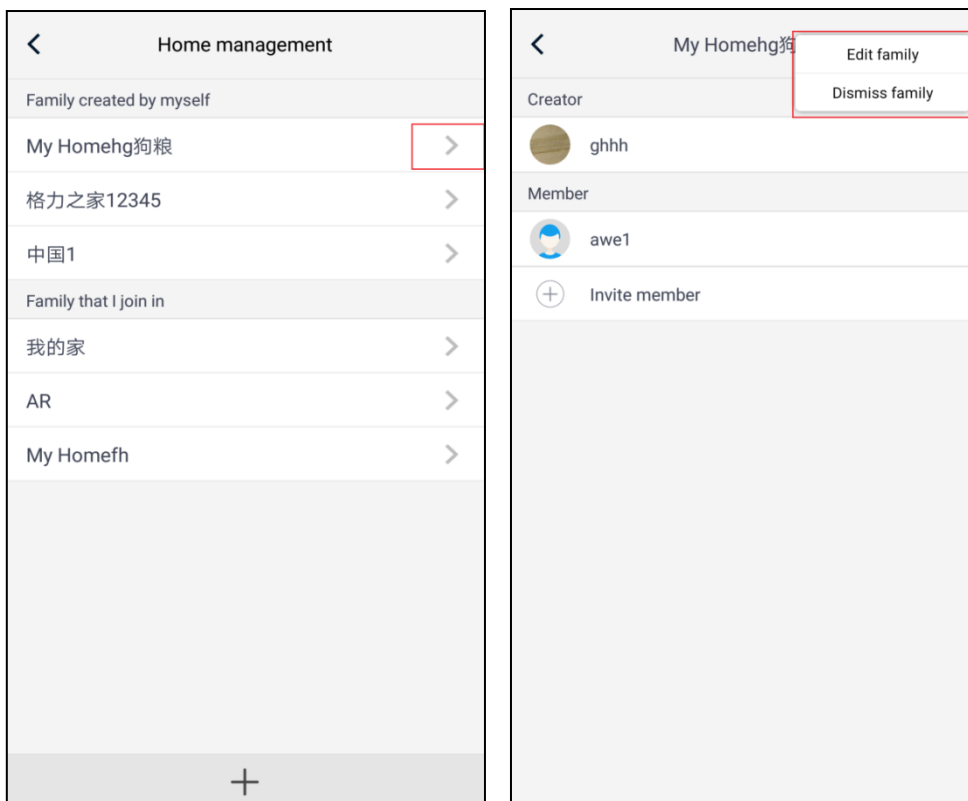 Home management
Family created by myself
My Homehg狗粮
格力之家12345
中国1
Family that I join in
我的家
AR
My Homefh
My Homehg狗
Edit family
Dismiss family
Creator
ghhh
Member
awe1
Invite member